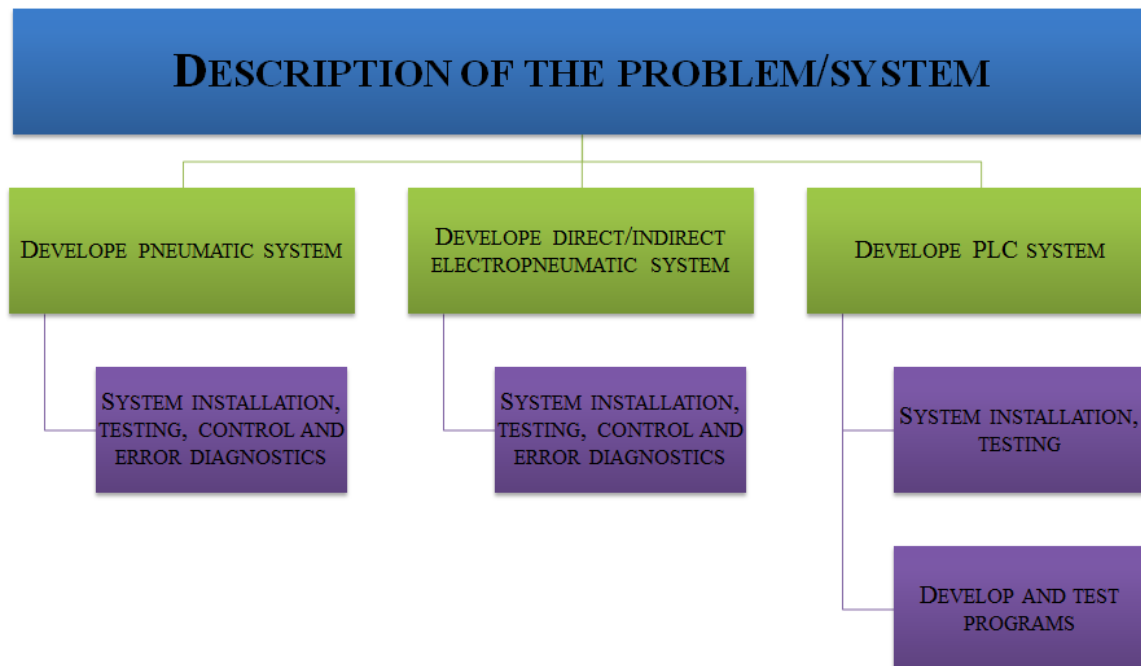 DESCRIPTION OF THE PROBLEM/SYSTEM
DEVELOPE PNEUMATIC SYSTEM
DEVELOPE DIRECT/INDIRECT
ELECTROPNEUMATIC SYSTEM
DEVELOPE PLC SYSTEM
SYSTEM INSTALLATION,
TESTING, CONTROL AND
ERROR DIAGNOSTICS
SYSTEM INSTALLATION,
TESTING, CONTROL AND
ERROR DIAGNOSTICS
SYSTEM INSTALLATION,
TESTING
DEVELOP AND TEST
PROGRAMS